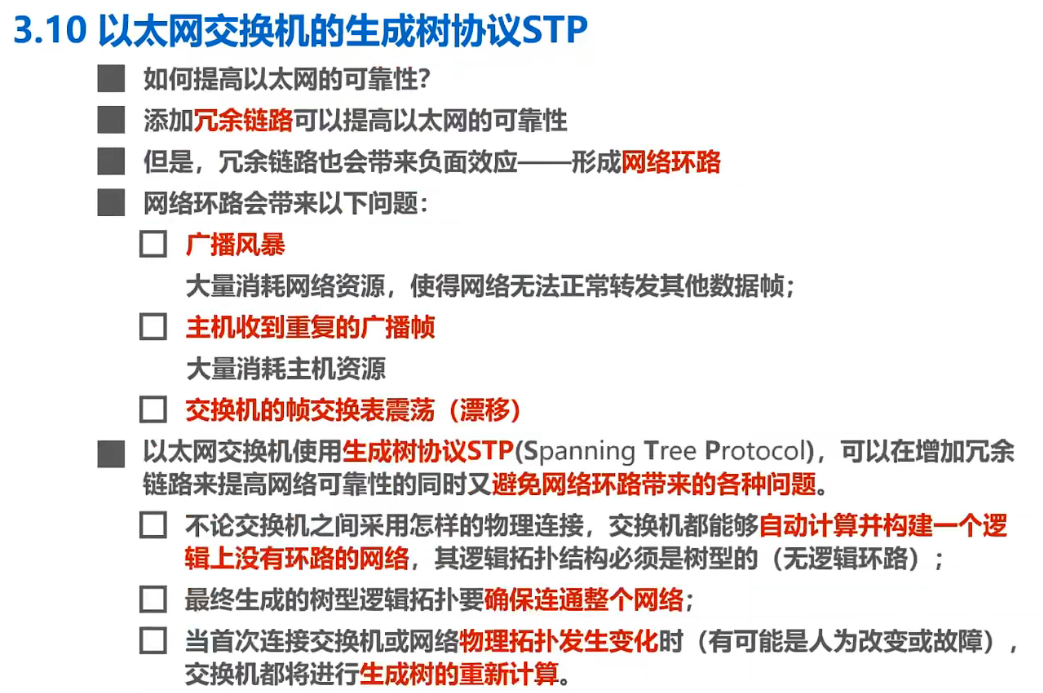 3.10 以太网交换机的生成树协议STP
如何提高以太网的可靠性?
添加冗余链路可以提高以太网的可靠性
但是，冗余链路也会带来负面效应——形成网络环路
网络环路会带来以下问题：
广播风暴
大量消耗网络资源，使得网络无法正常转发其他数据帧；
主机收到重复的广播帧
大量消耗主机资源
交换机的帧交换表震荡（漂移）
以太网交换机使用生成树协议STP(Spanning Tree Protocol)，可以在增加冗余
链路来提高网络可靠性的同时又避免网络环路带来的各种问题。
不论交换机之间采用怎样的物理连接，交换机都能够自动计算并构建一个逻
辑上没有环路的网络，其逻辑拓扑结构必须是树型的（无逻辑环路）；
最终生成的树型逻辑拓扑要确保连通整个网络；
当首次连接交换机或网络物理拓扑发生变化时（有可能是人为改变或故障），
交换机都将进行生成树的重新计算。